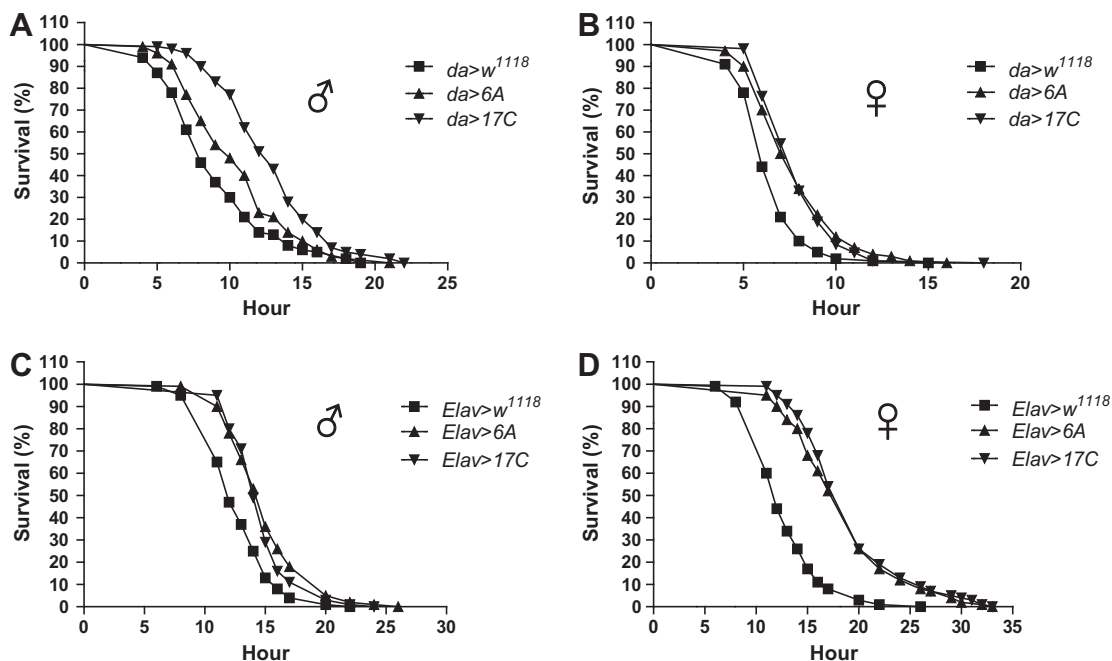 A
110
100
90
80
70
60
50
40
30
20
10
0
Survival (%)
0 5 10 15 20 25
Hour
♂
da>w¹¹¹⁸
da>6A
da>17C
B
110
100
90
80
70
60
50
40
30
20
10
0
Survival (%)
0 5 10 15 20
Hour
♀
da>w¹¹¹⁸
da>6A
da>17C
C
110
100
90
80
70
60
50
40
30
20
10
0
Survival (%)
0 5 10 15 20 25 30
Hour
♂
Elav>w¹¹¹⁸
Elav>6A
Elav>17C
D
110
100
90
80
70
60
50
40
30
20
10
0
Survival (%)
0 5 10 15 20 25 30 35
Hour
♀
Elav>w¹¹¹⁸
Elav>6A
Elav>17C